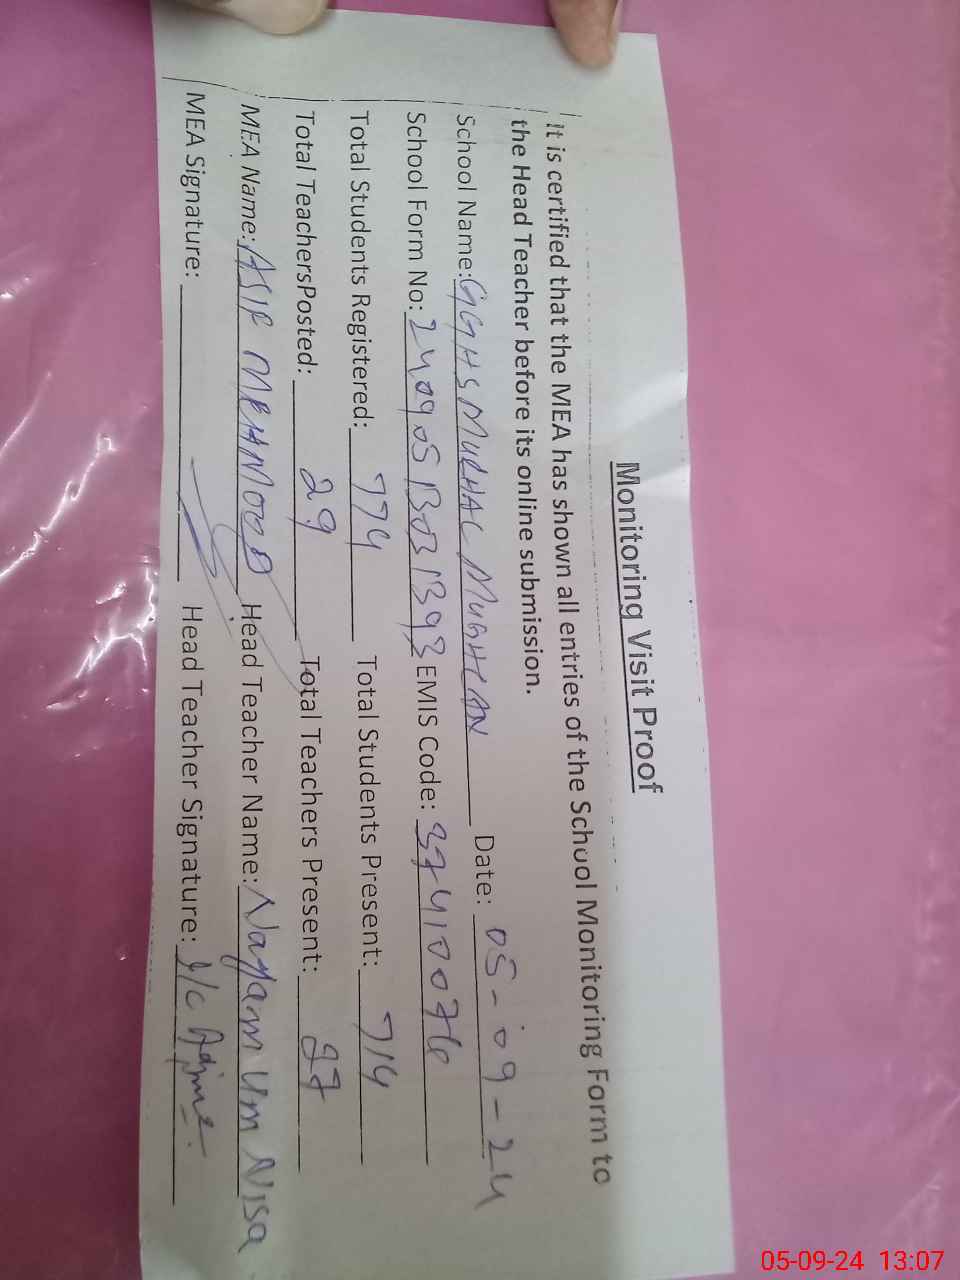 Monitoring Visit Proof
It is certified that the MEA has shown all entries of the School Monitoring Form to
the Head Teacher before its online submission.
School Name: GGHS MUGHAL Date: 05-09-24
School Form No: EMIS Code: 37410076
Total Students Registered: 774 Total Students Present: 714
Total TeachersPosted: 29 Total Teachers Present: 27
MEA Name: ASIF MEHMOOD Head Teacher Name: Um Nisa
MEA Signature: Head Teacher Signature: I/c
05-09-24 13:07